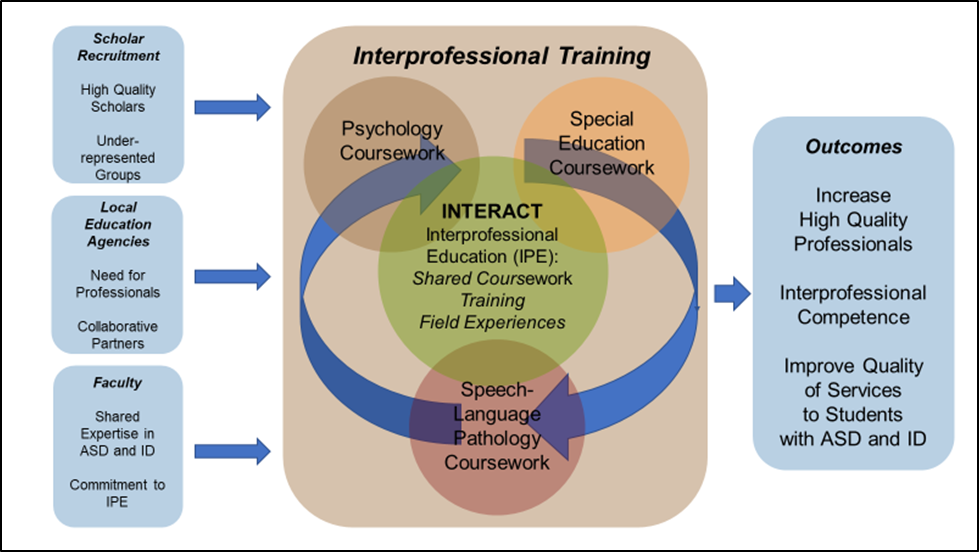 Scholar
Recruitment
High Quality
Scholars
Under-
represented
Groups
Local
Education
Agencies
Need for
Professionals
Collaborative
Partners
Faculty
Shared
Expertise in
ASD and ID
Commitment to
IPE
Interprofessional Training
Psychology
Coursework
Special
Education
Coursework
INTERACT
Interprofessional
Education (IPE):
Shared Coursework
Training
Field Experiences
Speech-
Language
Pathology
Coursework
Outcomes
Increase
High Quality
Professionals
Interprofessional
Competence
Improve Quality
of Services
to Students
with ASD and ID